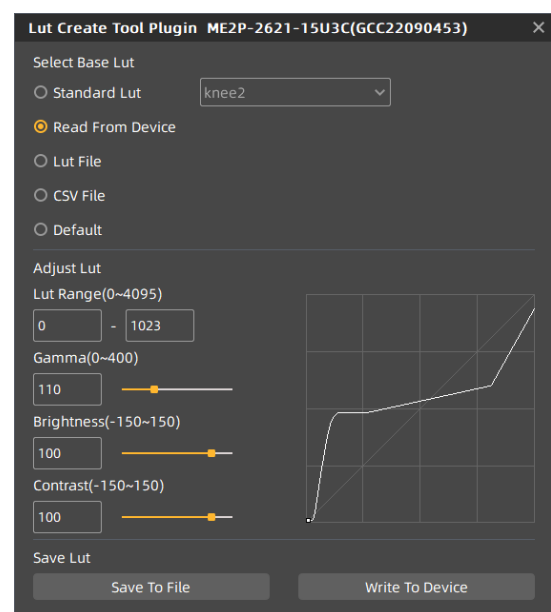 Lut Create Tool Plugin ME2P-2621-15U3C(GCC22090453)
Select Base Lut
Standard Lut knee2
Read From Device
Lut File
CSV File
Default
Adjust Lut
Lut Range(0~4095)
0 - 1023
Gamma(0~400)
110
Brightness(-150~150)
100
Contrast(-150~150)
100
Save Lut
Save To File Write To Device